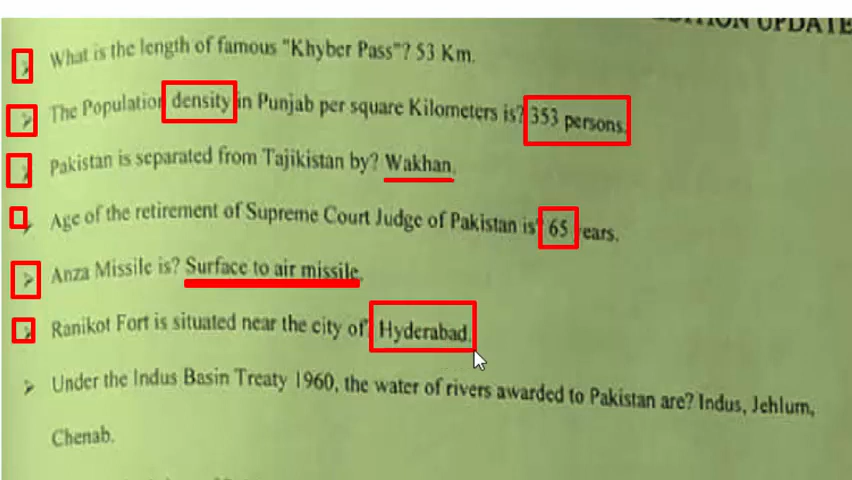 EDITION UPDATE
What is the length of famous "Khyber Pass"? 53 Km.
The Population density in Punjab per square Kilometers is? 353 persons.
Pakistan is separated from Tajikistan by? Wakhan.
Age of the retirement of Supreme Court Judge of Pakistan is? 65 years.
Anza Missile is? Surface to air missile.
Ranikot Fort is situated near the city of? Hyderabad.
Under the Indus Basin Treaty 1960, the water of rivers awarded to Pakistan are? Indus, Jehlum,
Chenab.